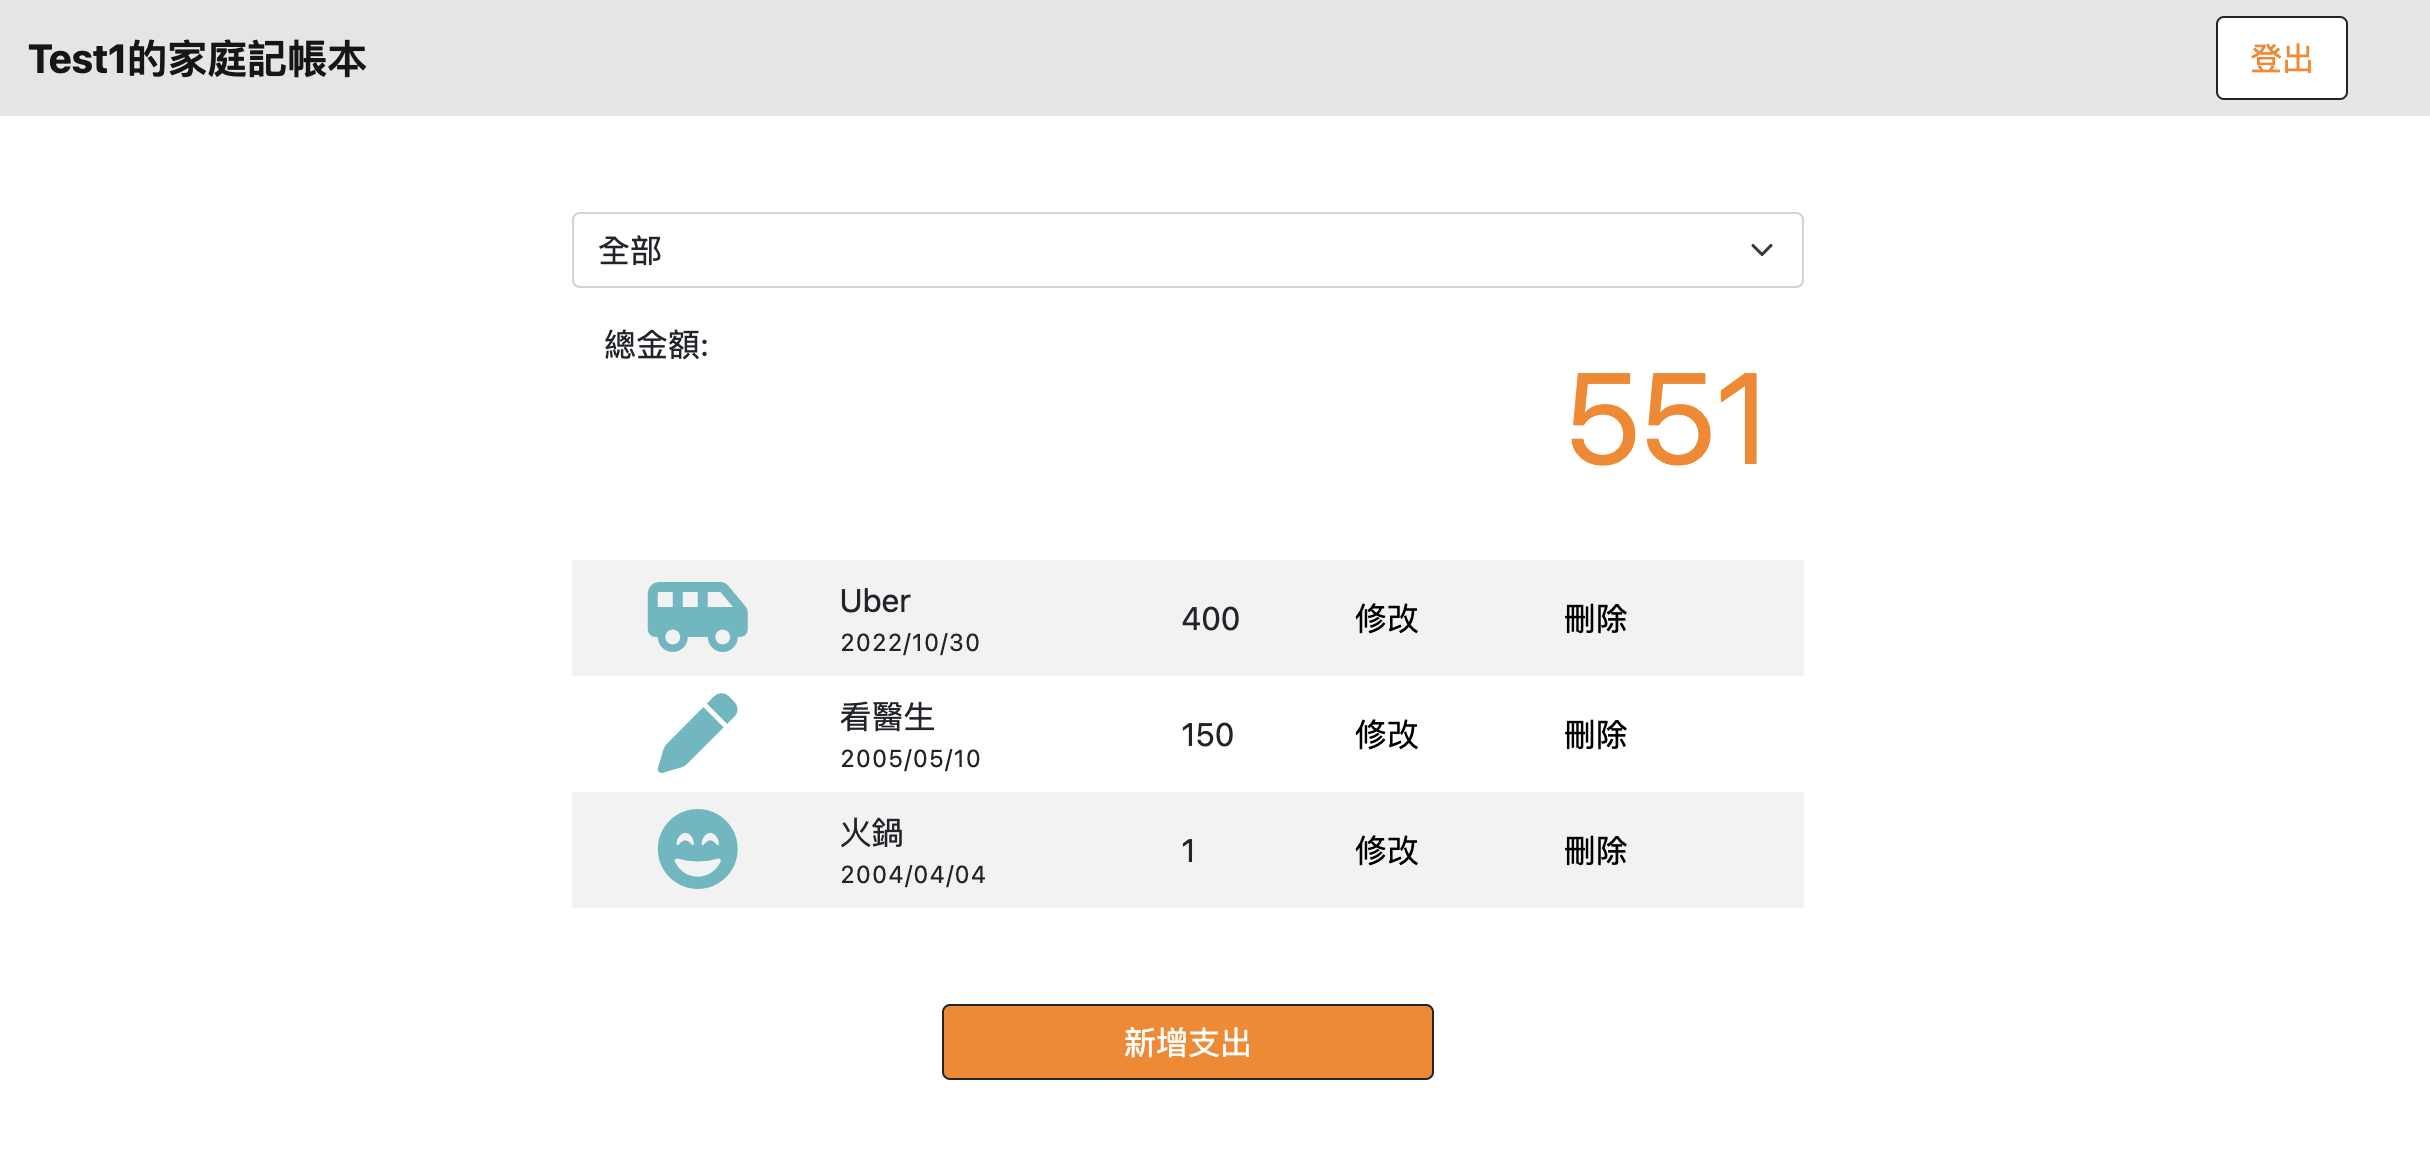 Test1的家庭記帳本
登出
全部
總金額:
551
Uber
2022/10/30
400
修改
刪除
看醫生
2005/05/10
150
修改
刪除
火鍋
2004/04/04
1
修改
刪除
新增支出